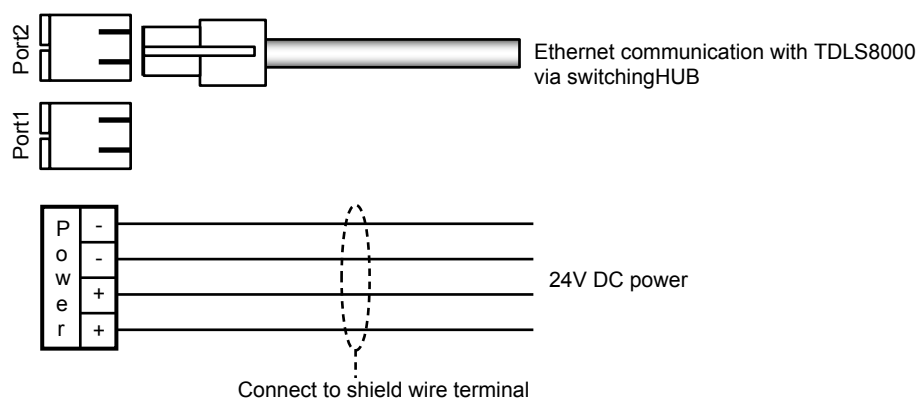 Port2
Ethernet communication with TDLS8000
via switchingHUB
Port1
Power
-
-
+
+
24V DC power
Connect to shield wire terminal